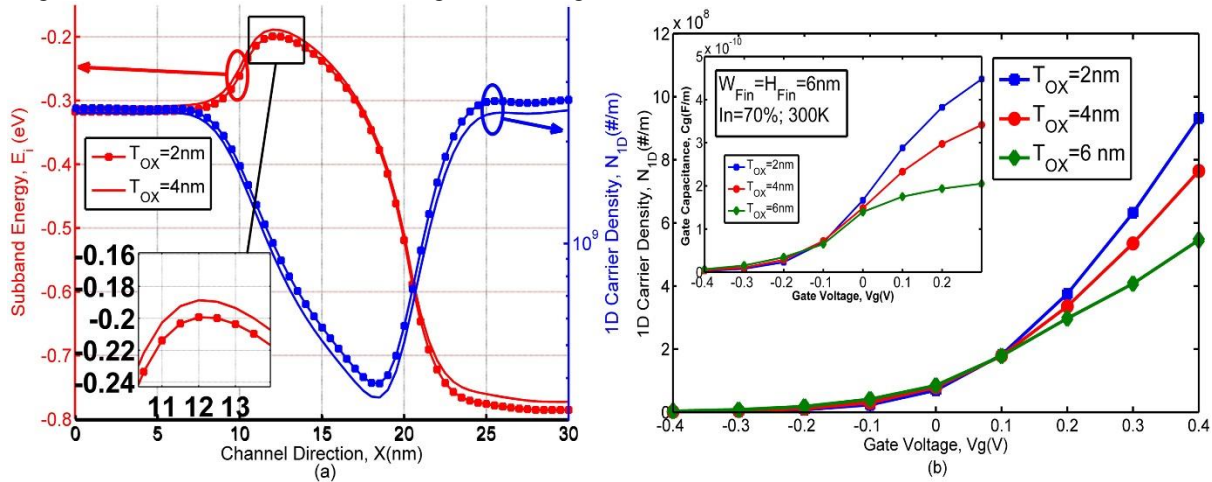 -0.2
-0.3
-0.4
-0.5
-0.6
-0.7
-0.8
Subband Energy, E_i (eV)
T_OX=2nm
T_OX=4nm
-0.16
-0.18
-0.2
-0.22
-0.24
11 12 13
10^9
1D Carrier Density, N_1D(#/m)
0 5 10 15 20 25 30
Channel Direction, X(nm)
(a)
12 x 10^8
10
8
6
4
2
0
1D Carrier Density, N_1D(#/m)
T_OX=2nm
T_OX=4nm
T_OX=6 nm
5 x 10^-10
4
3
2
1
0
Gate Capacitance, Cg(F/m)
W_Fin=H_Fin=6nm
In=70%; 300K
T_OX=2nm
T_OX=4nm
T_OX=6nm
-0.4 -0.3 -0.2 -0.1 0 0.1 0.2
Gate Voltage, Vg(V)
-0.4 -0.3 -0.2 -0.1 0 0.1 0.2 0.3 0.4
Gate Voltage, Vg(V)
(b)